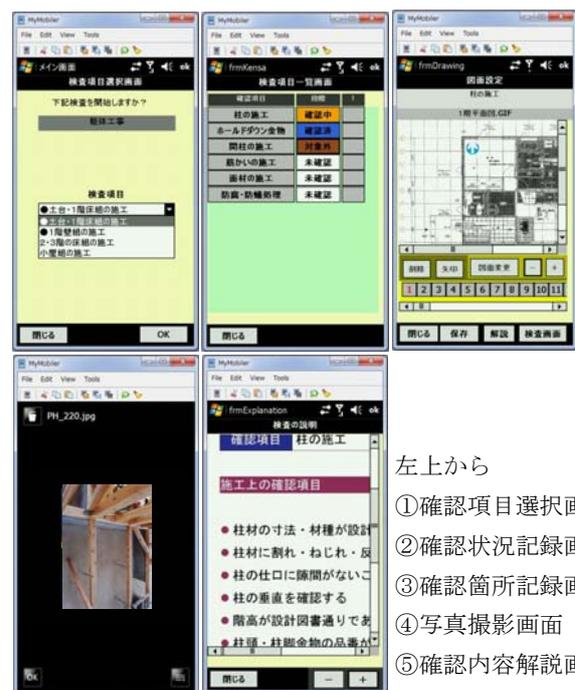 MyMobiler
File Edit View Tools
メイン画面 ok
検査項目選択画面
下記検査を開始しますか？
躯体工事
検査項目
●土台・1階床組の施工
●土台・1階床組の施工
●1階壁組の施工
2・3階の床組の施工
小屋組の施工
閉じる OK
MyMobiler
File Edit View Tools
frmKensa ok
検査項目一覧画面
確認項目 段階 !
柱の施工 確認中
ホールドダウン金物 確認済
間柱の施工 対象外
筋かいの施工 未確認
面材の施工 未確認
防腐・防蟻処理 未確認
閉じる
MyMobiler
File Edit View Tools
frmDrawing ok
図面設定
柱の施工
1階平面図.GIF
削除 矢印 図面変更 - +
1 2 3 4 5 6 7 8 9 10 11
閉じる 保存 解説 検査画面
MyMobiler
File Edit View Tools
PH_220.jpg
OK
MyMobiler
File Edit View Tools
frmExplanation ok
検査の説明
確認項目 柱の施工
施工上の確認項目
●柱材の寸法・材種が設計
●柱材に割れ・ねじれ・反
●柱の仕口に隙間がないこ
●柱の垂直を確認する
●階高が設計図書通りであ
●柱頭・柱脚金物の品番が
閉じる - +
左上から
①確認項目選択画
②確認状況記録画
③確認箇所記録画
④写真撮影画面
⑤確認内容解説画